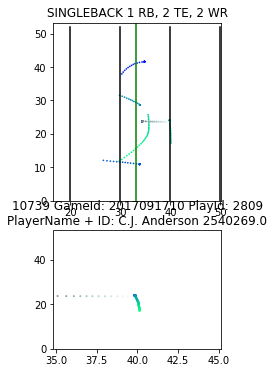 SINGLEBACK 1 RB, 2 TE, 2 WR
50
40
30
20
10
0
20 30 40 50
10739 GameId: 2017091710 PlayId: 2809
PlayerName + ID: C.J. Anderson 2540269.0
40
20
0
35.0 37.5 40.0 42.5 45.0